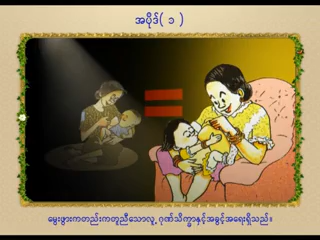 အပိုဒ်( ၁ )
မွေးဖွားကတည်းကတူညီသောလူ့ ဂုဏ်သိက္ခာနှင့်အခွင့်အရေးရှိသည်။